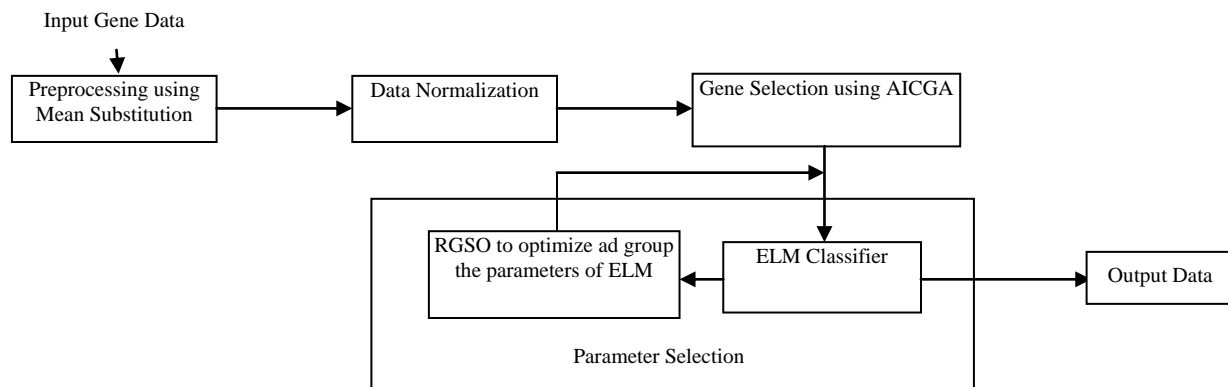 Input Gene Data
Preprocessing using
Mean Substitution
Data Normalization
Gene Selection using AICGA
RGSO to optimize ad group
the parameters of ELM
ELM Classifier
Output Data
Parameter Selection